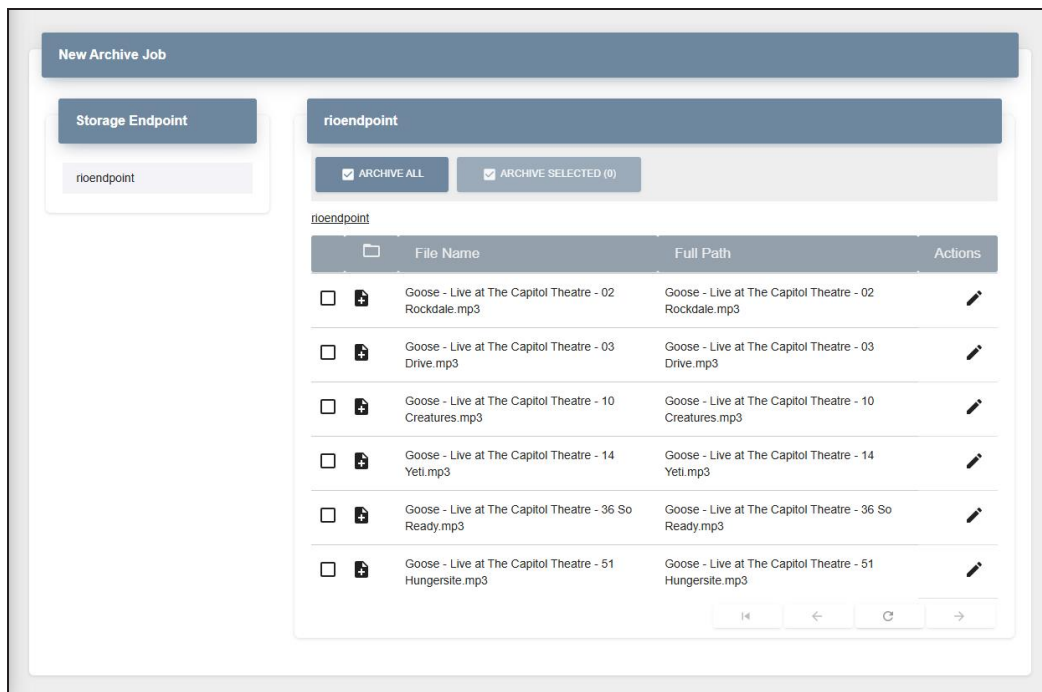 New Archive Job
Storage Endpoint
rioendpoint
rioendpoint
ARCHIVE ALL
ARCHIVE SELECTED (0)
rioendpoint
File Name
Full Path
Actions
Goose - Live at The Capitol Theatre - 02
Rockdale.mp3
Goose - Live at The Capitol Theatre - 02
Rockdale.mp3
Goose - Live at The Capitol Theatre - 03
Drive.mp3
Goose - Live at The Capitol Theatre - 03
Drive.mp3
Goose - Live at The Capitol Theatre - 10
Creatures.mp3
Goose - Live at The Capitol Theatre - 10
Creatures.mp3
Goose - Live at The Capitol Theatre - 14
Yeti.mp3
Goose - Live at The Capitol Theatre - 14
Yeti.mp3
Goose - Live at The Capitol Theatre - 36 So
Ready.mp3
Goose - Live at The Capitol Theatre - 36 So
Ready.mp3
Goose - Live at The Capitol Theatre - 51
Hungersite.mp3
Goose - Live at The Capitol Theatre - 51
Hungersite.mp3